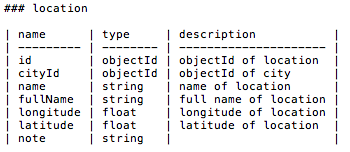 ### location
| name      | type     | description           |
| --------- | -------- | --------------------- |
| id        | objectId | objectId of location  |
| cityId    | objectId | objectId of city      |
| name      | string   | name of location      |
| fullName  | string   | full name of location |
| longitude | float    | longitude of location |
| latitude  | float    | latitude of location  |
| note      | string   |                       |